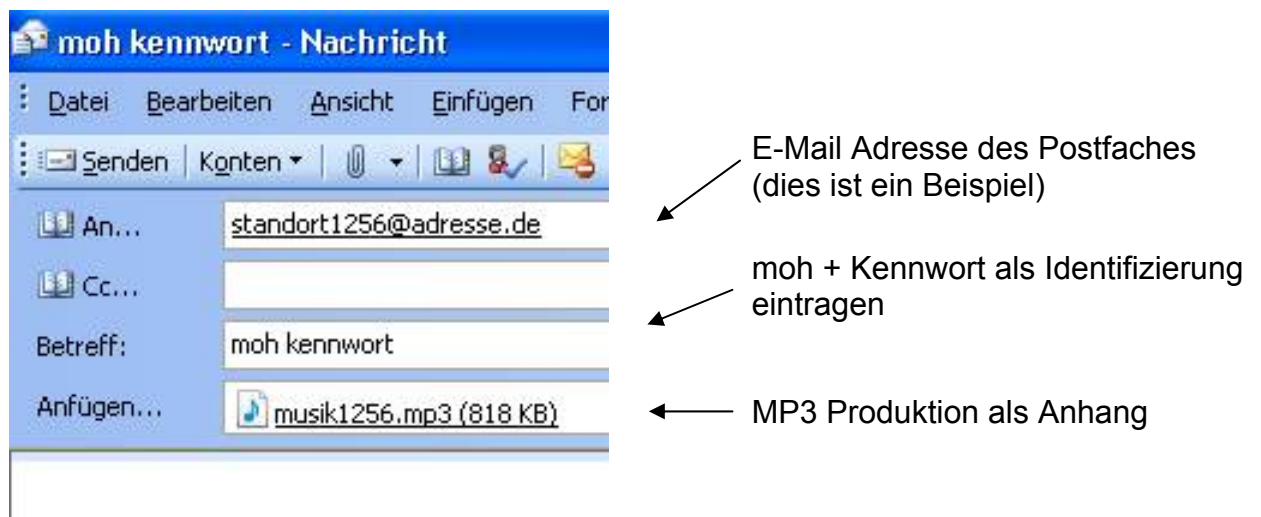 moh kennwort - Nachricht
Datei Bearbeiten Ansicht Einfügen For
Senden Konten
An... standort1256@adresse.de
Cc...
Betreff: moh kennwort
Anfügen... musik1256.mp3 (818 KB)
E-Mail Adresse des Postfaches
(dies ist ein Beispiel)
moh + Kennwort als Identifizierung
eintragen
MP3 Produktion als Anhang